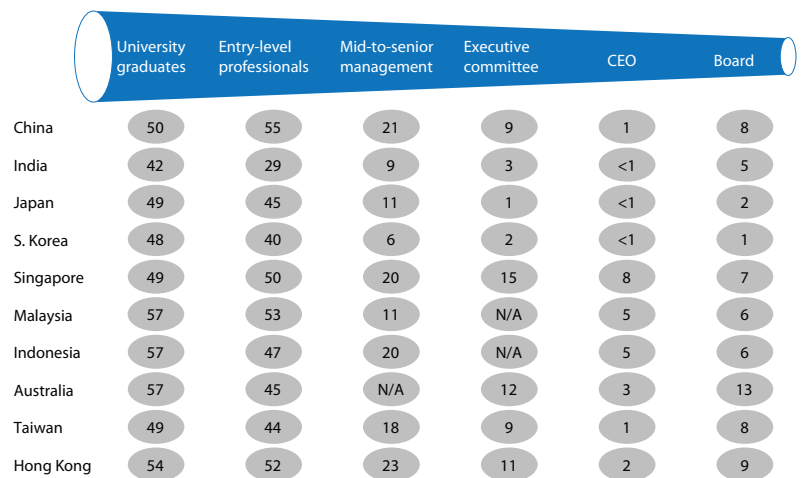 University graduates Entry-level professionals Mid-to-senior management Executive committee CEO Board
China 50 55 21 9 1 8
India 42 29 9 3 <1 5
Japan 49 45 11 1 <1 2
S. Korea 48 40 6 2 <1 1
Singapore 49 50 20 15 8 7
Malaysia 57 53 11 N/A 5 6
Indonesia 57 47 20 N/A 5 6
Australia 57 45 N/A 12 3 13
Taiwan 49 44 18 9 1 8
Hong Kong 54 52 23 11 2 9